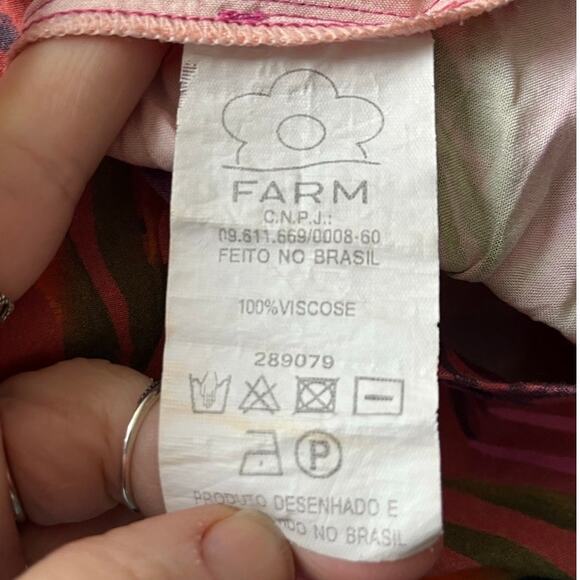 FARM
C.N.P.J.:
09.611.669/0008-60
FEITO NO BRASIL
100%VISCOSE
289079
P
PRODUTO DESENHADO E
NO BRASIL